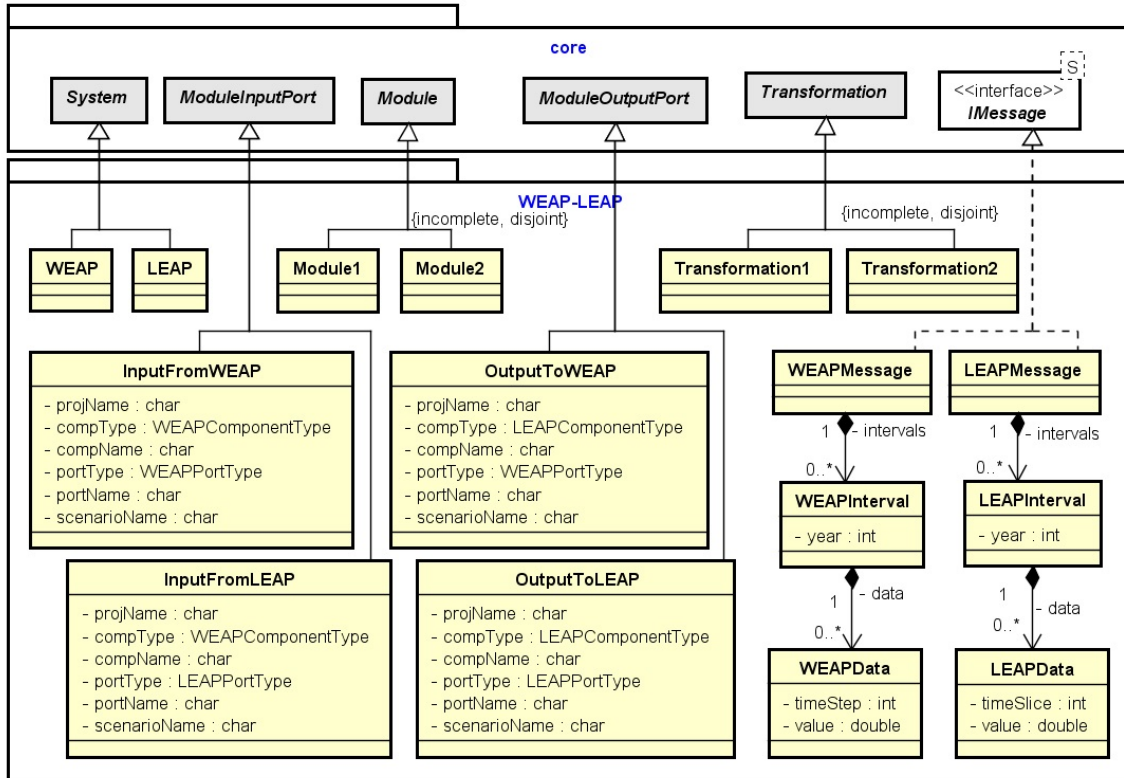 core
System
ModuleInputPort
Module
ModuleOutputPort
Transformation
S
<<interface>>
IMessage
WEAP-LEAP
{incomplete, disjoint}
{incomplete, disjoint}
WEAP
LEAP
Module1
Module2
Transformation1
Transformation2
InputFromWEAP
- projName : char
- compType : WEAPComponentType
- compName : char
- portType : WEAPPortType
- portName : char
- scenarioName : char
OutputToWEAP
- projName : char
- compType : LEAPComponentType
- compName : char
- portType : WEAPPortType
- portName : char
- scenarioName : char
WEAPMessage
1
- intervals
0..*
WEAPInterval
- year : int
1
- data
0..*
WEAPData
- timeStep : int
- value : double
LEAPMessage
1
- intervals
0..*
LEAPInterval
- year : int
1
- data
0..*
LEAPData
- timeSlice : int
- value : double
InputFromLEAP
- projName : char
- compType : WEAPComponentType
- compName : char
- portType : LEAPPortType
- portName : char
- scenarioName : char
OutputToLEAP
- projName : char
- compType : LEAPComponentType
- compName : char
- portType : LEAPPortType
- portName : char
- scenarioName : char